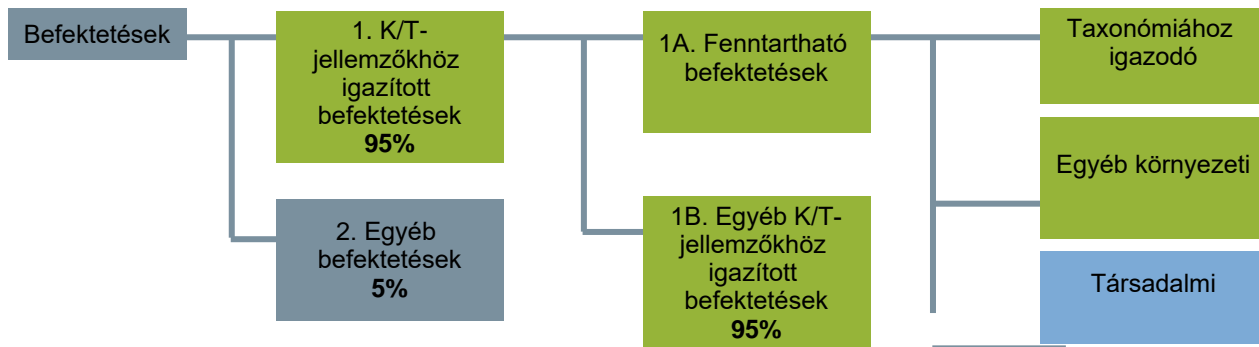 Befektetések
1. K/T-
jellemzőkhöz
igazított
befektetések
95%
2. Egyéb
befektetések
5%
1A. Fenntartható
befektetések
1B. Egyéb K/T-
jellemzőkhöz
igazított
befektetések
95%
Taxonómiához
igazodó
Egyéb környezeti
Társadalmi